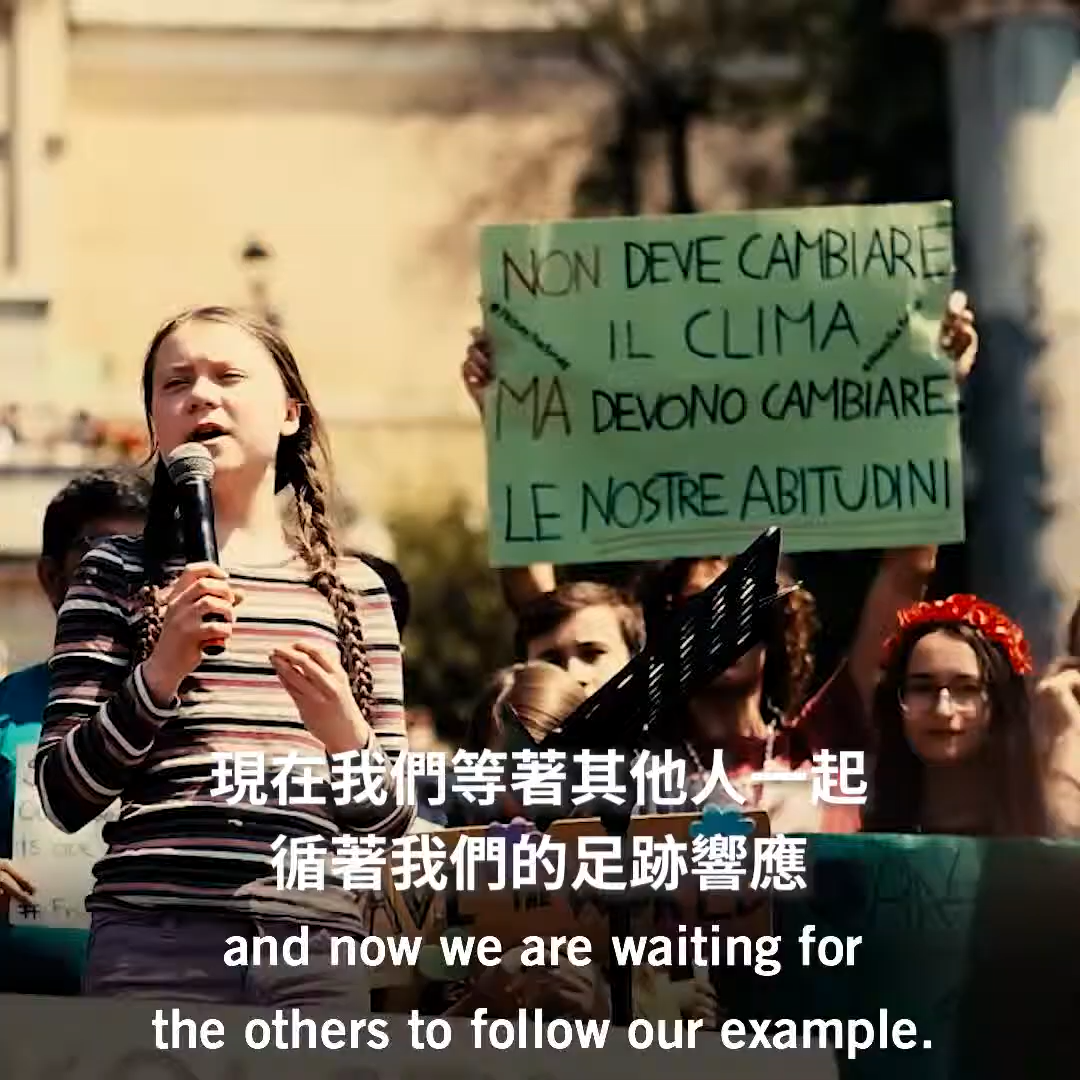 NON DEVE CAMBIARE
IL CLIMA
MA DEVONO CAMBIARE
LE NOSTRE ABITUDINI
現在我們等著其他人一起
循著我們的足跡響應
and now we are waiting for
the others to follow our example.